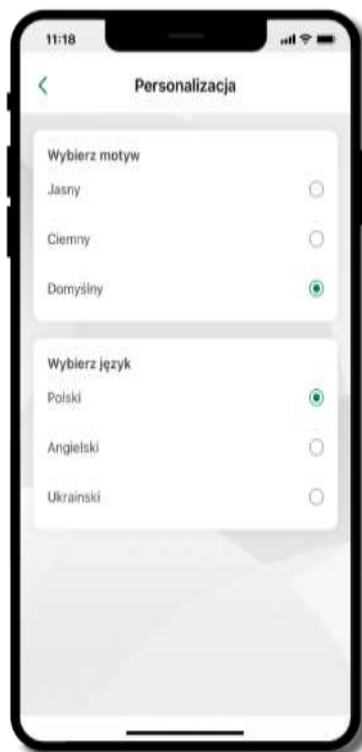 11:18
Personalizacja
Wybierz motyw
Jasny
Ciemny
Domyślny
Wybierz język
Polski
Angielski
Ukrainski